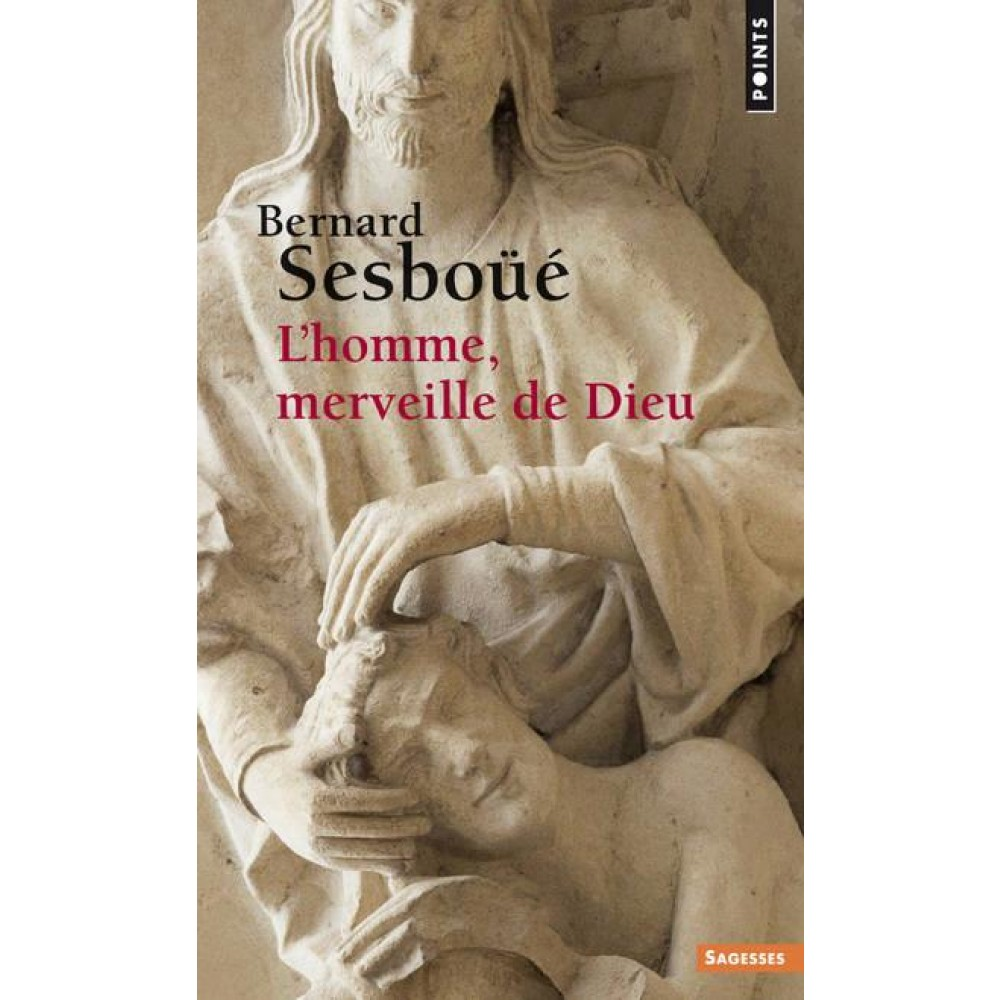 POINTS
Bernard
Sesboüé
L'homme,
merveille de Dieu
SAGESSES